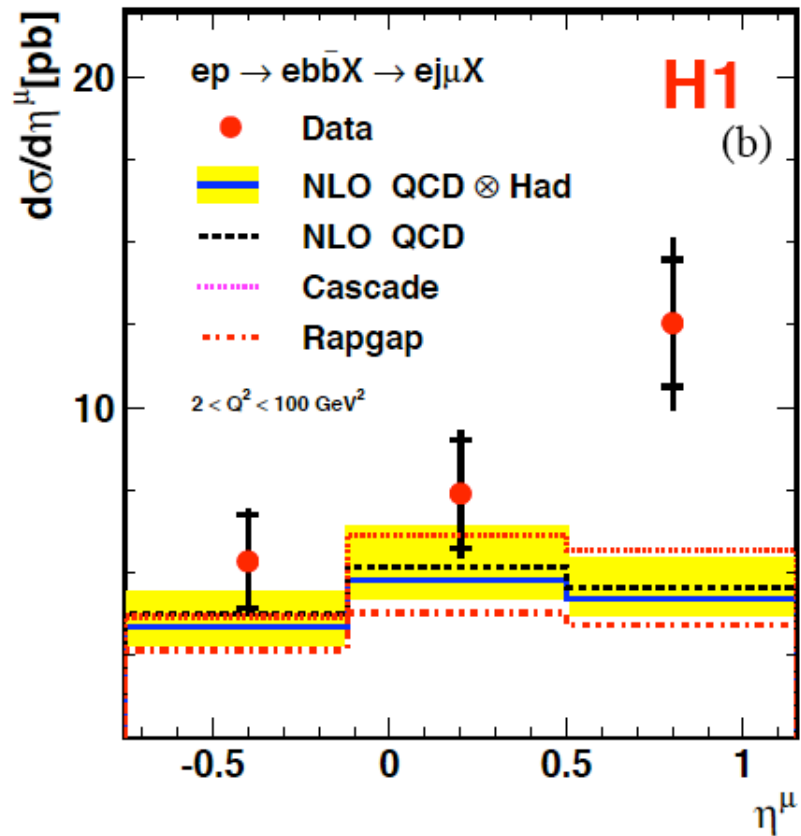 dσ/dη^μ[pb]
20
10
ep → ebb̄X → ejμX
H1
(b)
Data
NLO QCD ⊗ Had
NLO QCD
Cascade
Rapgap
2 < Q² < 100 GeV²
-0.5 0 0.5 1
η^μ